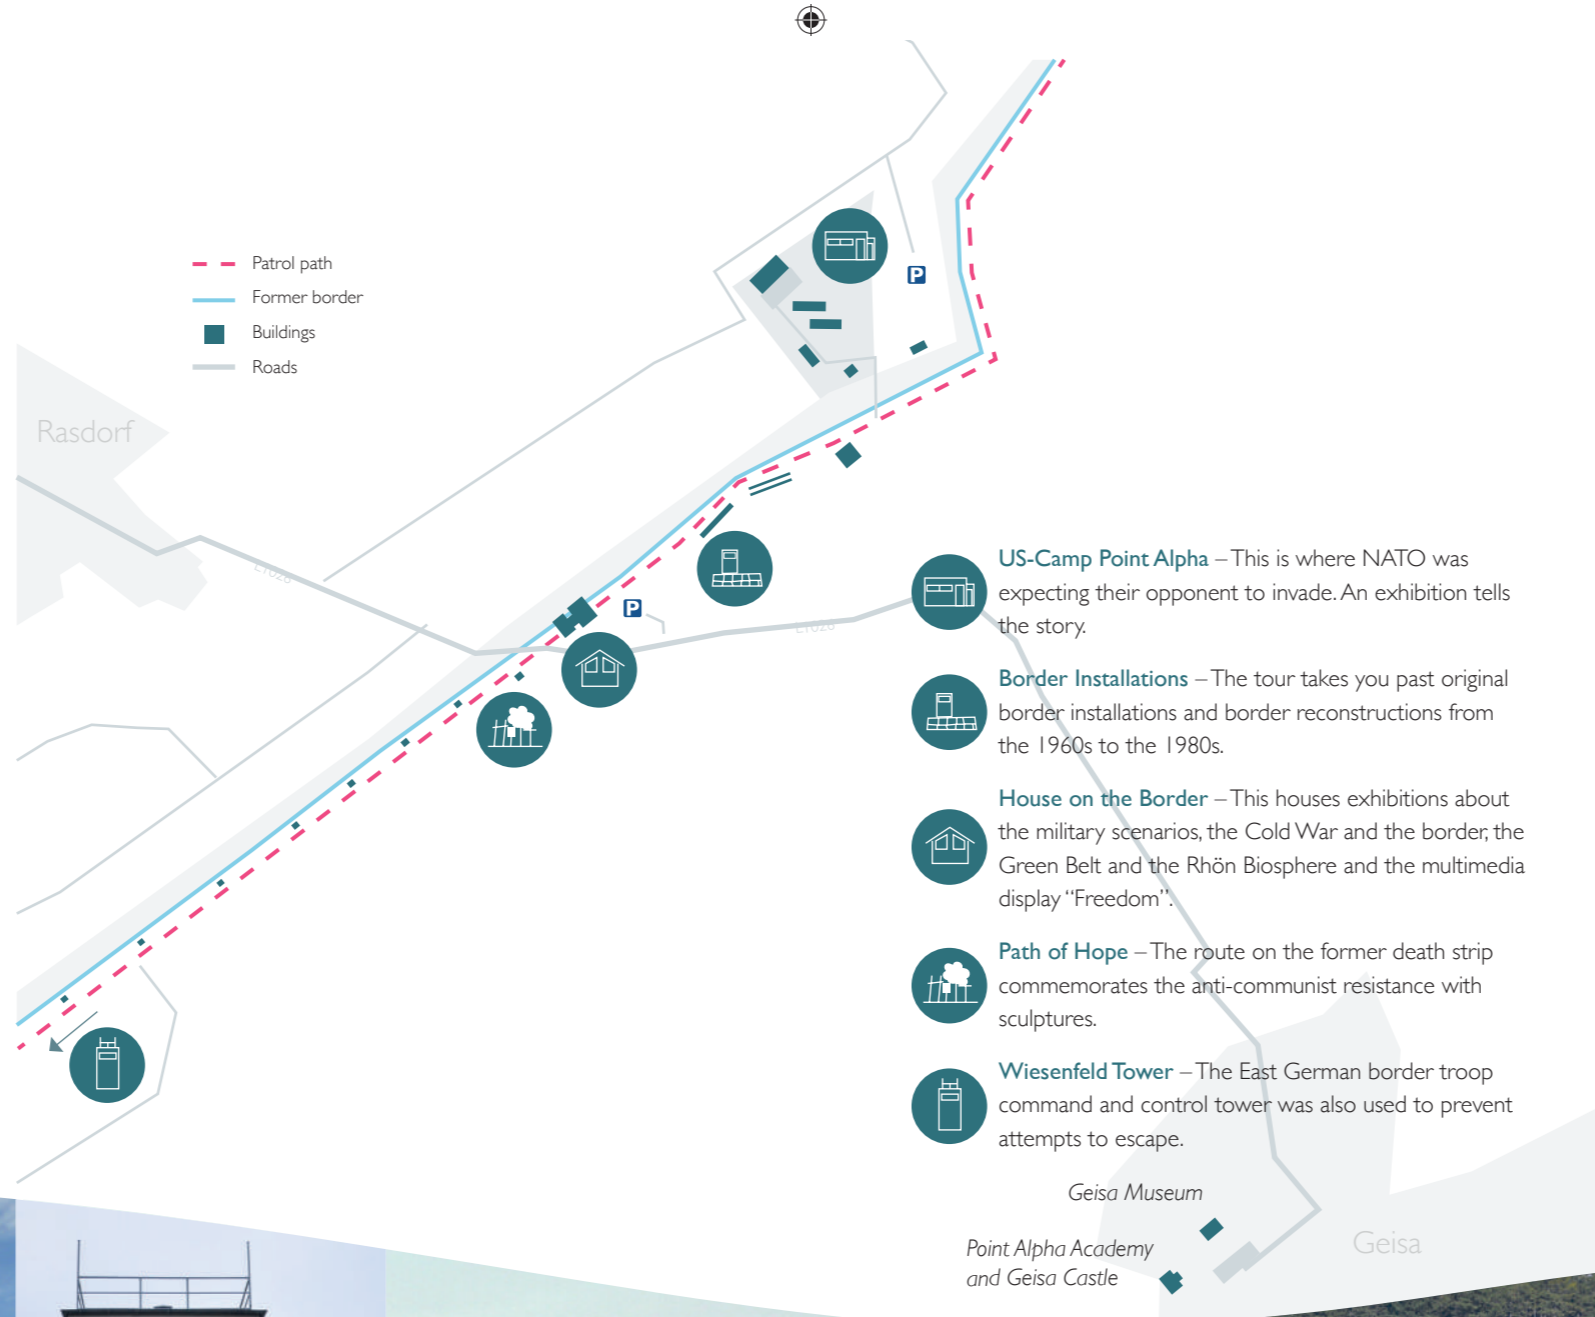 Patrol path
Former border
Buildings
Roads
Rasdorf
P
P
L1026
US-Camp Point Alpha – This is where NATO was
expecting their opponent to invade. An exhibition tells
the story.
Border Installations – The tour takes you past original
border installations and border reconstructions from
the 1960s to the 1980s.
House on the Border – This houses exhibitions about
the military scenarios, the Cold War and the border, the
Green Belt and the Rhön Biosphere and the multimedia
display “Freedom”.
Path of Hope – The route on the former death strip
commemorates the anti-communist resistance with
sculptures.
Wiesenfeld Tower – The East German border troop
command and control tower was also used to prevent
attempts to escape.
Geisa Museum
Point Alpha Academy
and Geisa Castle
Geisa